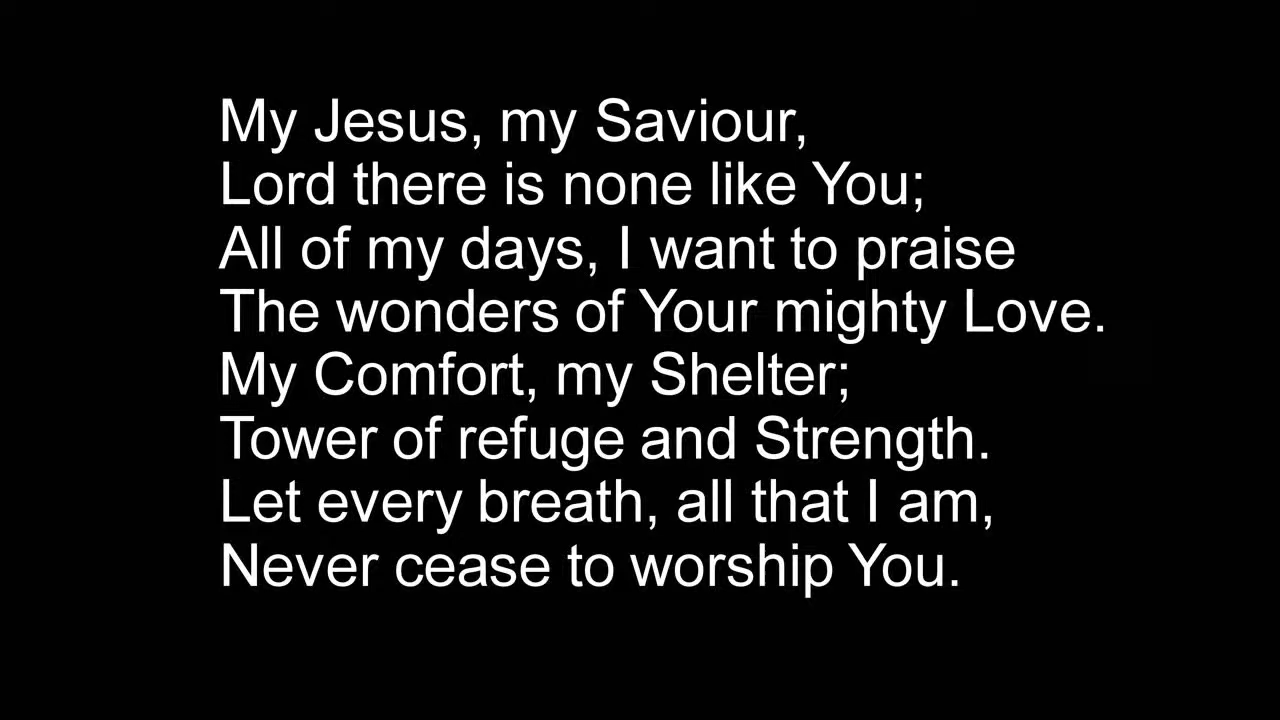 My Jesus, my Saviour,
Lord there is none like You;
All of my days, I want to praise
The wonders of Your mighty Love.
My Comfort, my Shelter;
Tower of refuge and Strength.
Let every breath, all that I am,
Never cease to worship You.